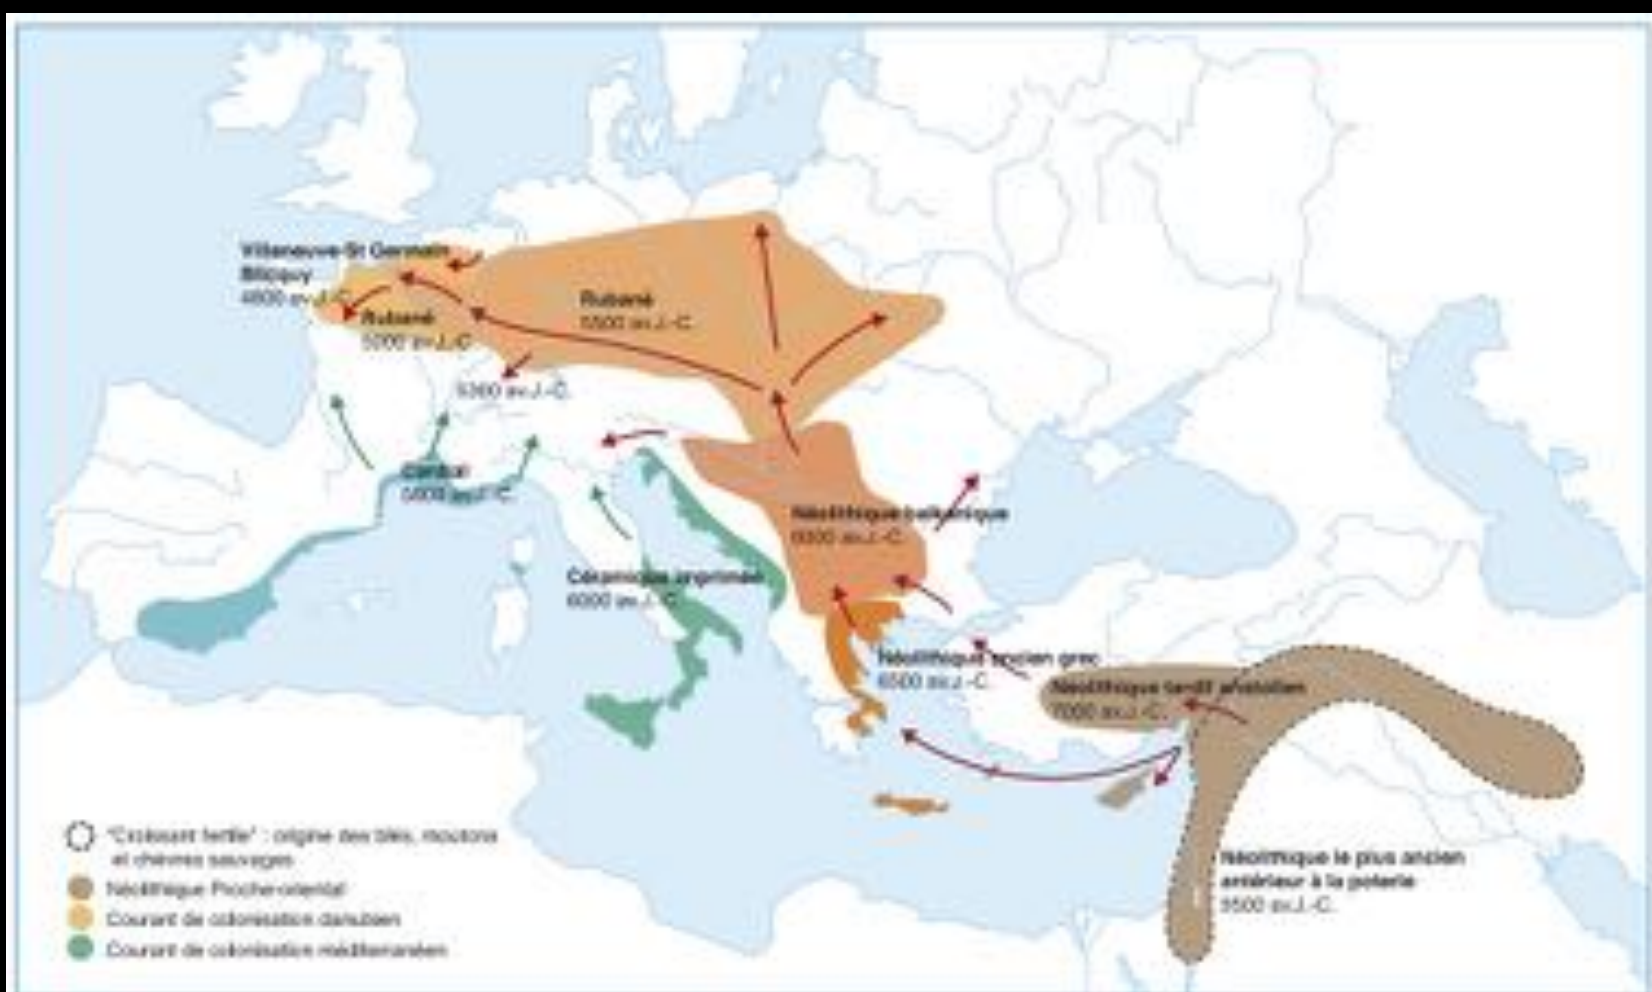 Villeneuve-St Germain
Blicquy
4800 av.J.-C.
Rubané
5500 av.J.-C.
Rubané
5000 av.J.-C.
5300 av.J.-C.
Cardial
av.J.-C.
Néolithique balkanique
6000 av.J.-C.
Céramique imprimée
6000 av.J.-C.
Néolithique ancien grec
6500 av.J.-C.
Néolithique tardif anatolien
7000 av.J.-C.
Néolithique le plus ancien
antérieur à la poterie
9500 av.J.-C.
"Croissant fertile" : origine des blés, moutons
et chèvres sauvages
Néolithique Proche-oriental
Courant de colonisation danubien
Courant de colonisation méditerranéen